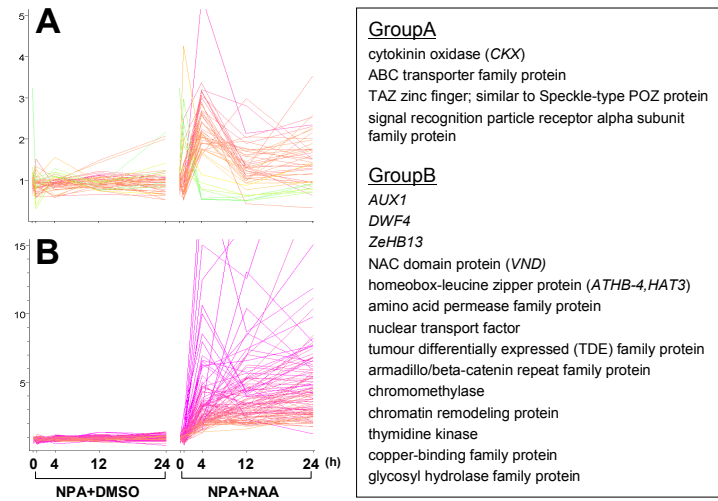 A
5
4
3
2
1
B
15
10
5
0 4 12 24 0 4 12 24 (h)
NPA+DMSO NPA+NAA
GroupA
cytokinin oxidase (CKX)
ABC transporter family protein
TAZ zinc finger; similar to Speckle-type POZ protein
signal recognition particle receptor alpha subunit
family protein
GroupB
AUX1
DWF4
ZeHB13
NAC domain protein (VND)
homeobox-leucine zipper protein (ATHB-4,HAT3)
amino acid permease family protein
nuclear transport factor
tumour differentially expressed (TDE) family protein
armadillo/beta-catenin repeat family protein
chromomethylase
chromatin remodeling protein
thymidine kinase
copper-binding family protein
glycosyl hydrolase family protein